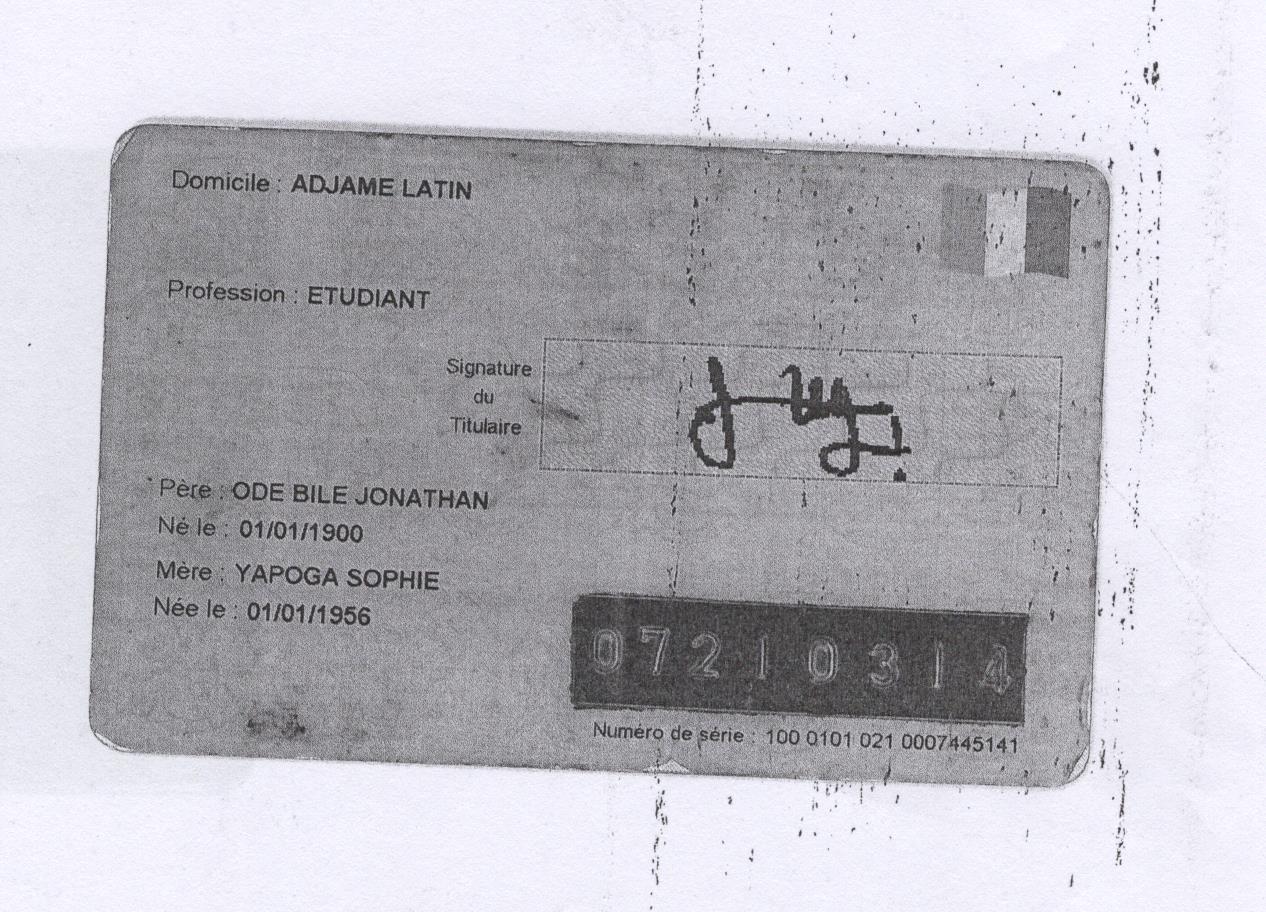 Domicile : ADJAME LATIN
Profession : ETUDIANT
Signature
du
Titulaire
Père : ODE BILE JONATHAN
Né le : 01/01/1900
Mère : YAPOGA SOPHIE
Née le : 01/01/1956
07210314
Numéro de série : 100 0101 021 0007445141